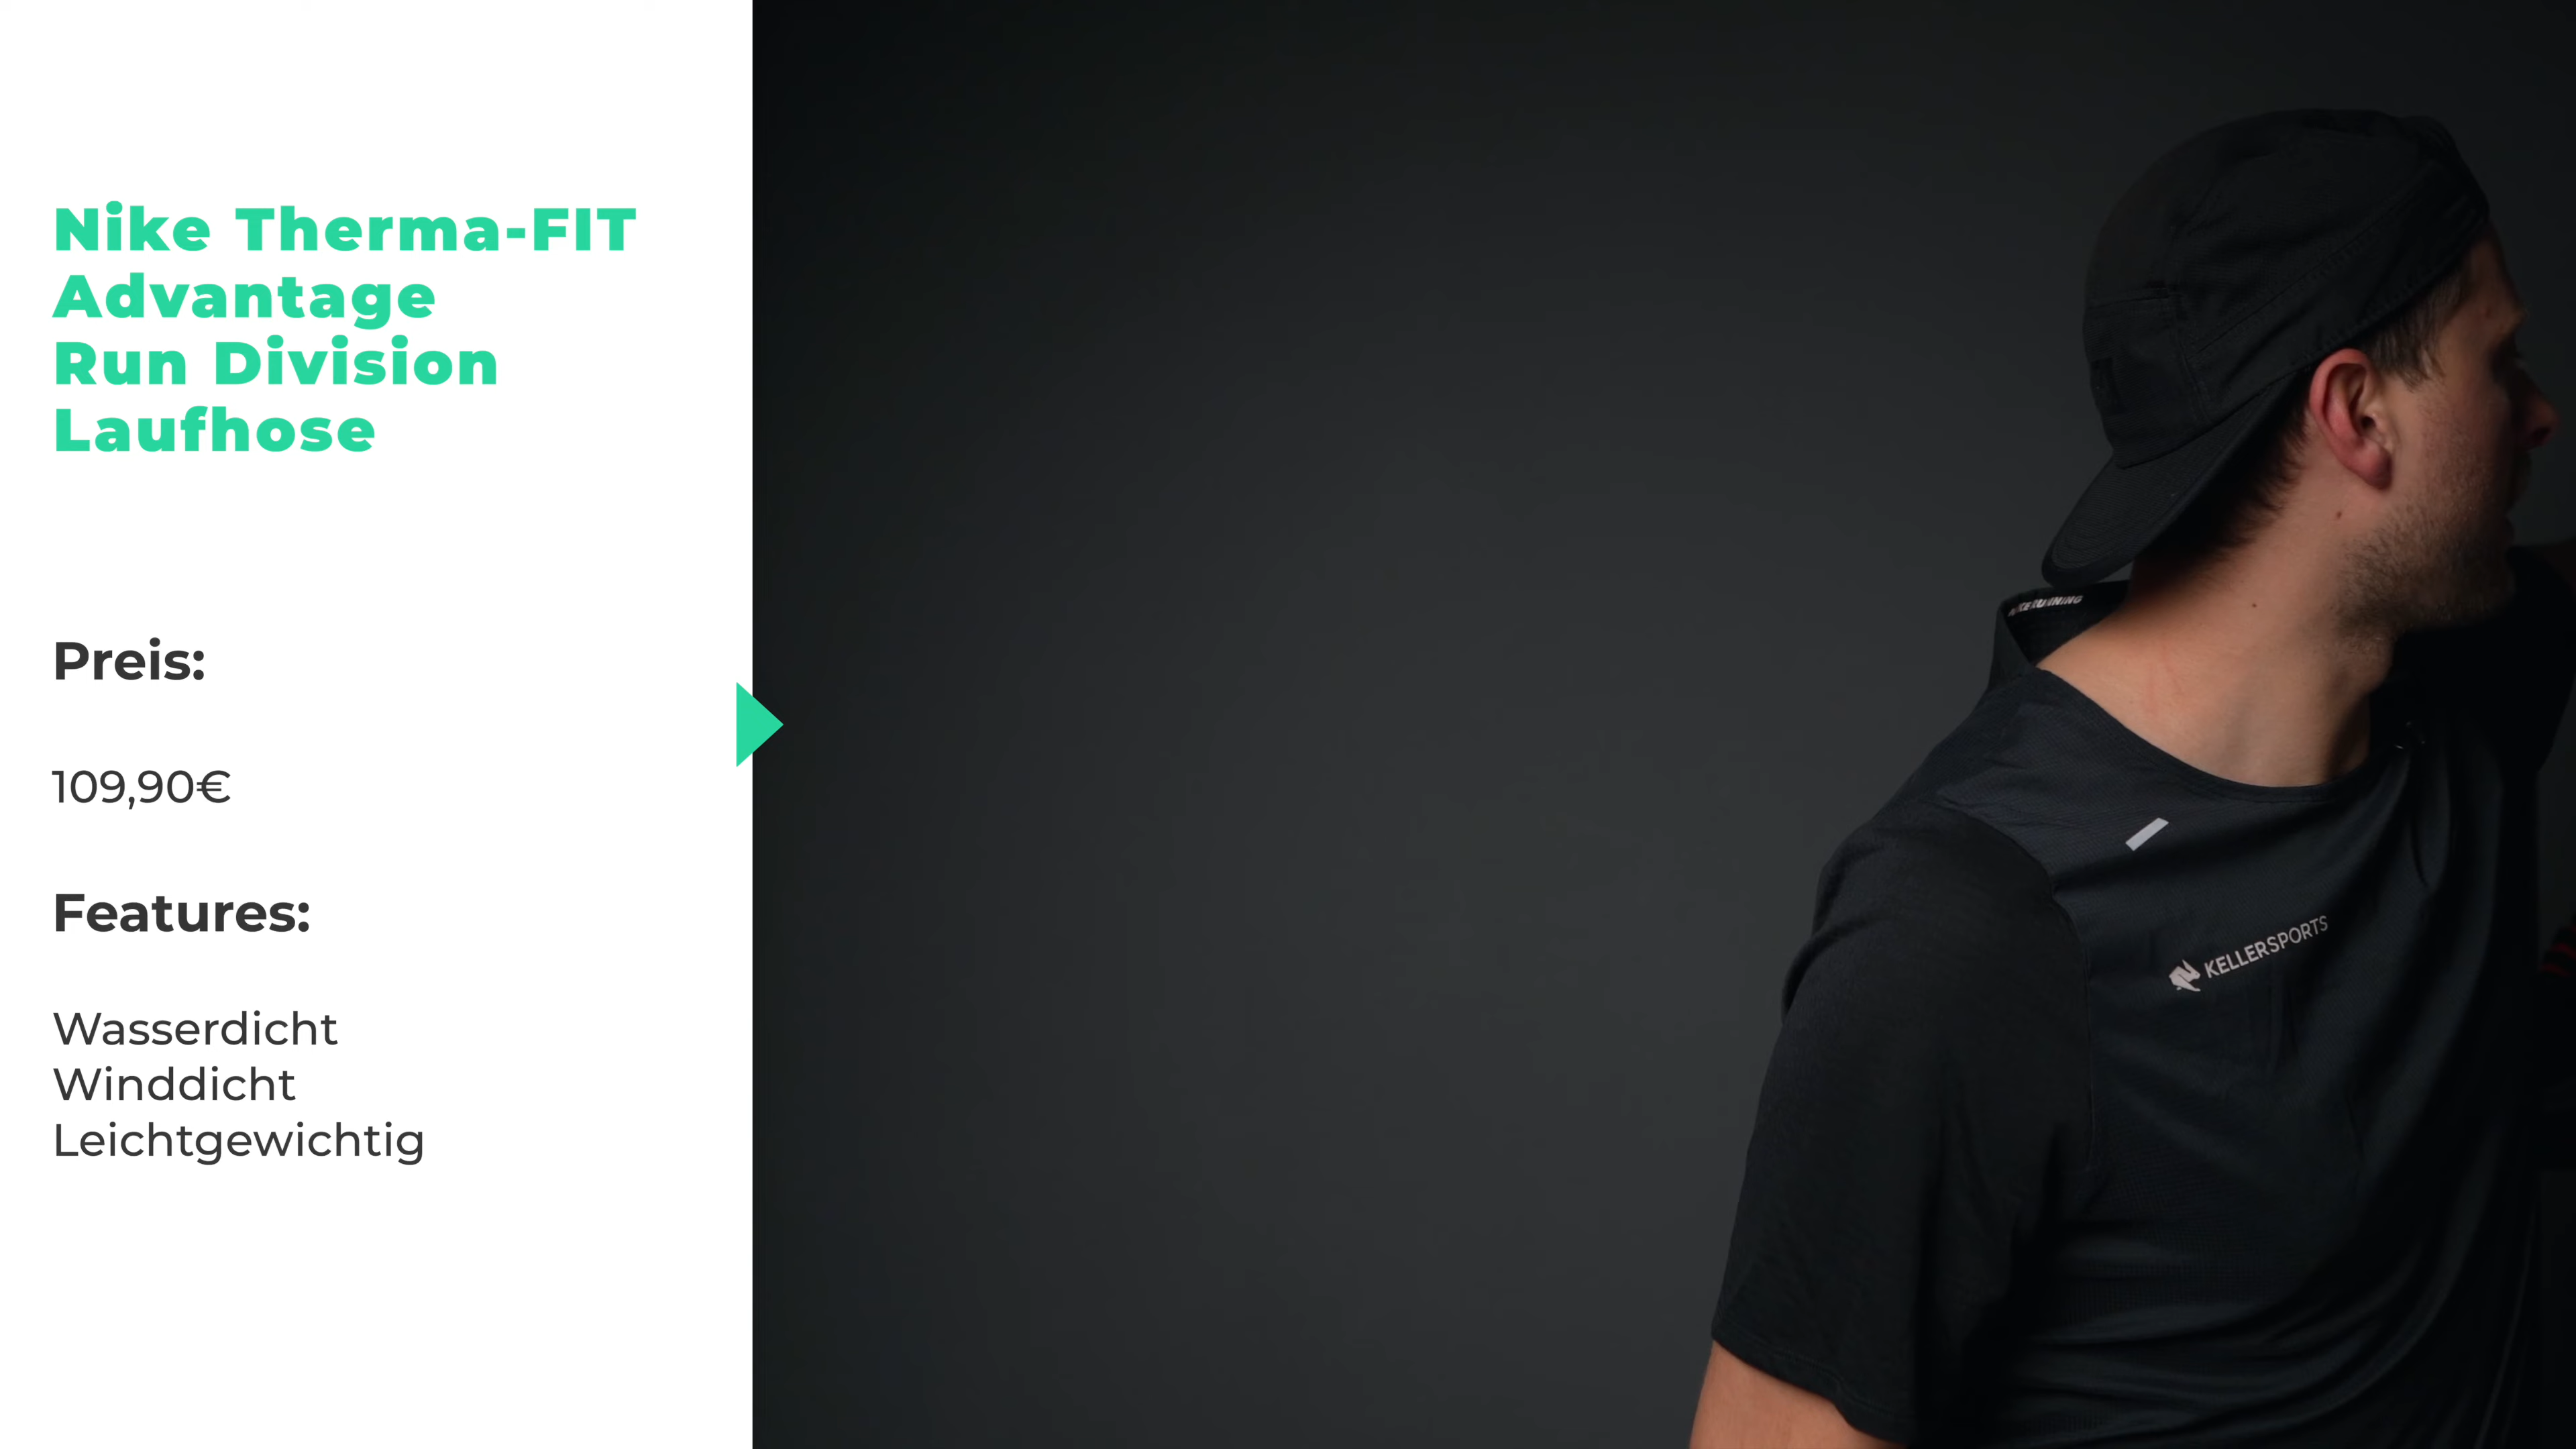 Nike Therma-FIT
Advantage
Run Division
Laufhose
Preis:
109,90€
Features:
Wasserdicht
Winddicht
Leichtgewichtig
KELLERSPORTS